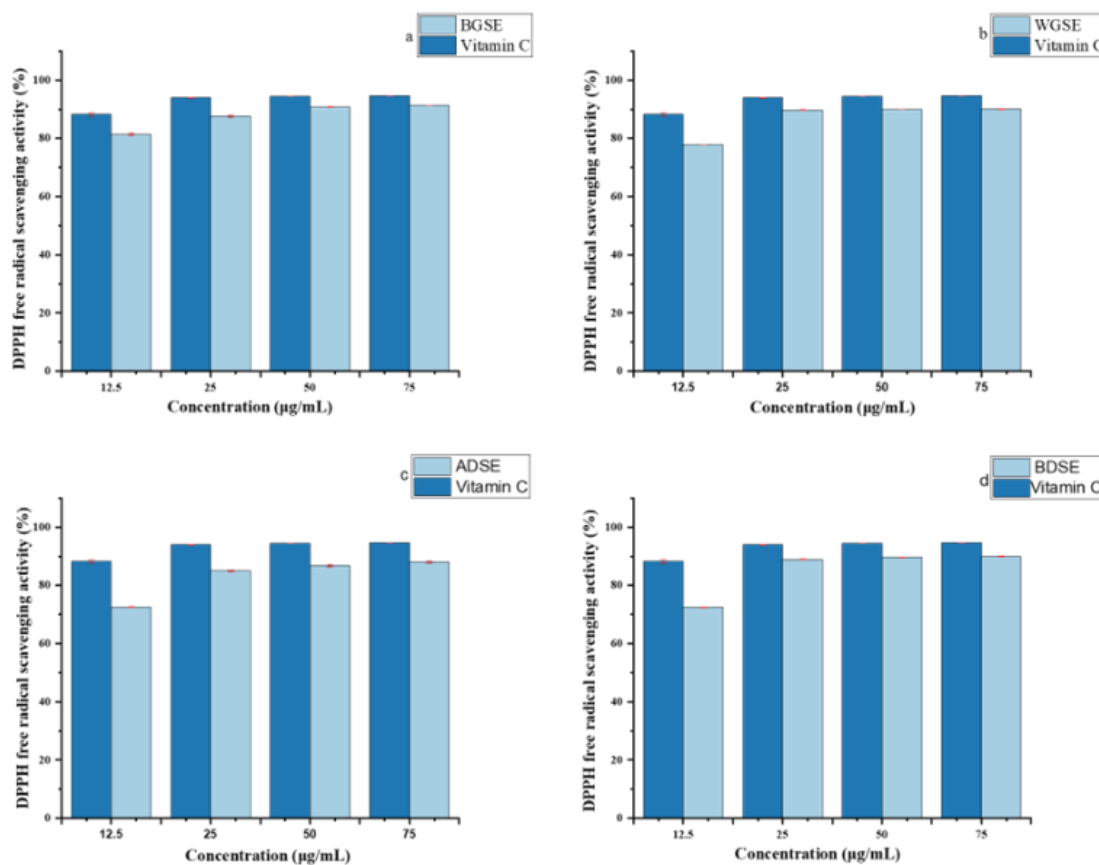 a
BGSE
Vitamin C
DPPH free radical scavenging activity (%)
100
80
60
40
20
0
12.5 25 50 75
Concentration (μg/mL)
b
WGSE
Vitamin C
DPPH free radical scavenging activity (%)
100
80
60
40
20
0
12.5 25 50 75
Concentration (μg/mL)
c
ADSE
Vitamin C
DPPH free radical scavenging activity (%)
100
80
60
40
20
0
12.5 25 50 75
Concentration (μg/mL)
d
BDSE
Vitamin C
DPPH free radical scavenging activity (%)
100
80
60
40
20
0
12.5 25 50 75
Concentration (μg/mL)